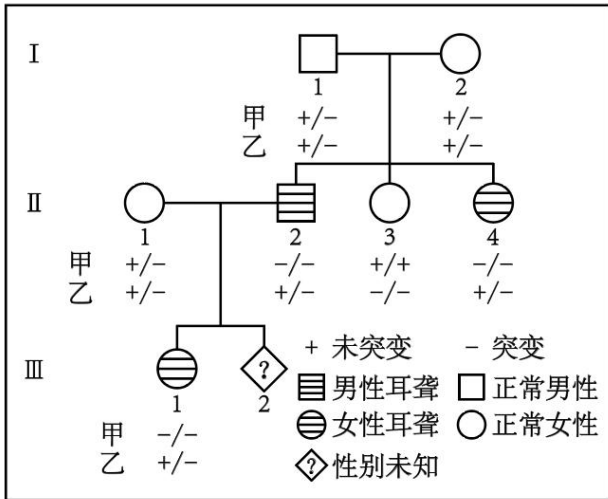 I
1 2
甲 +/− +/−
乙 +/− +/−
II
1 2 3 4
甲 +/− −/− +/+ −/−
乙 +/− +/− −/− +/−
III
?
1 2
甲 −/−
乙 +/−
+ 未突变 − 突变
男性耳聋 正常男性
女性耳聋 正常女性
? 性别未知